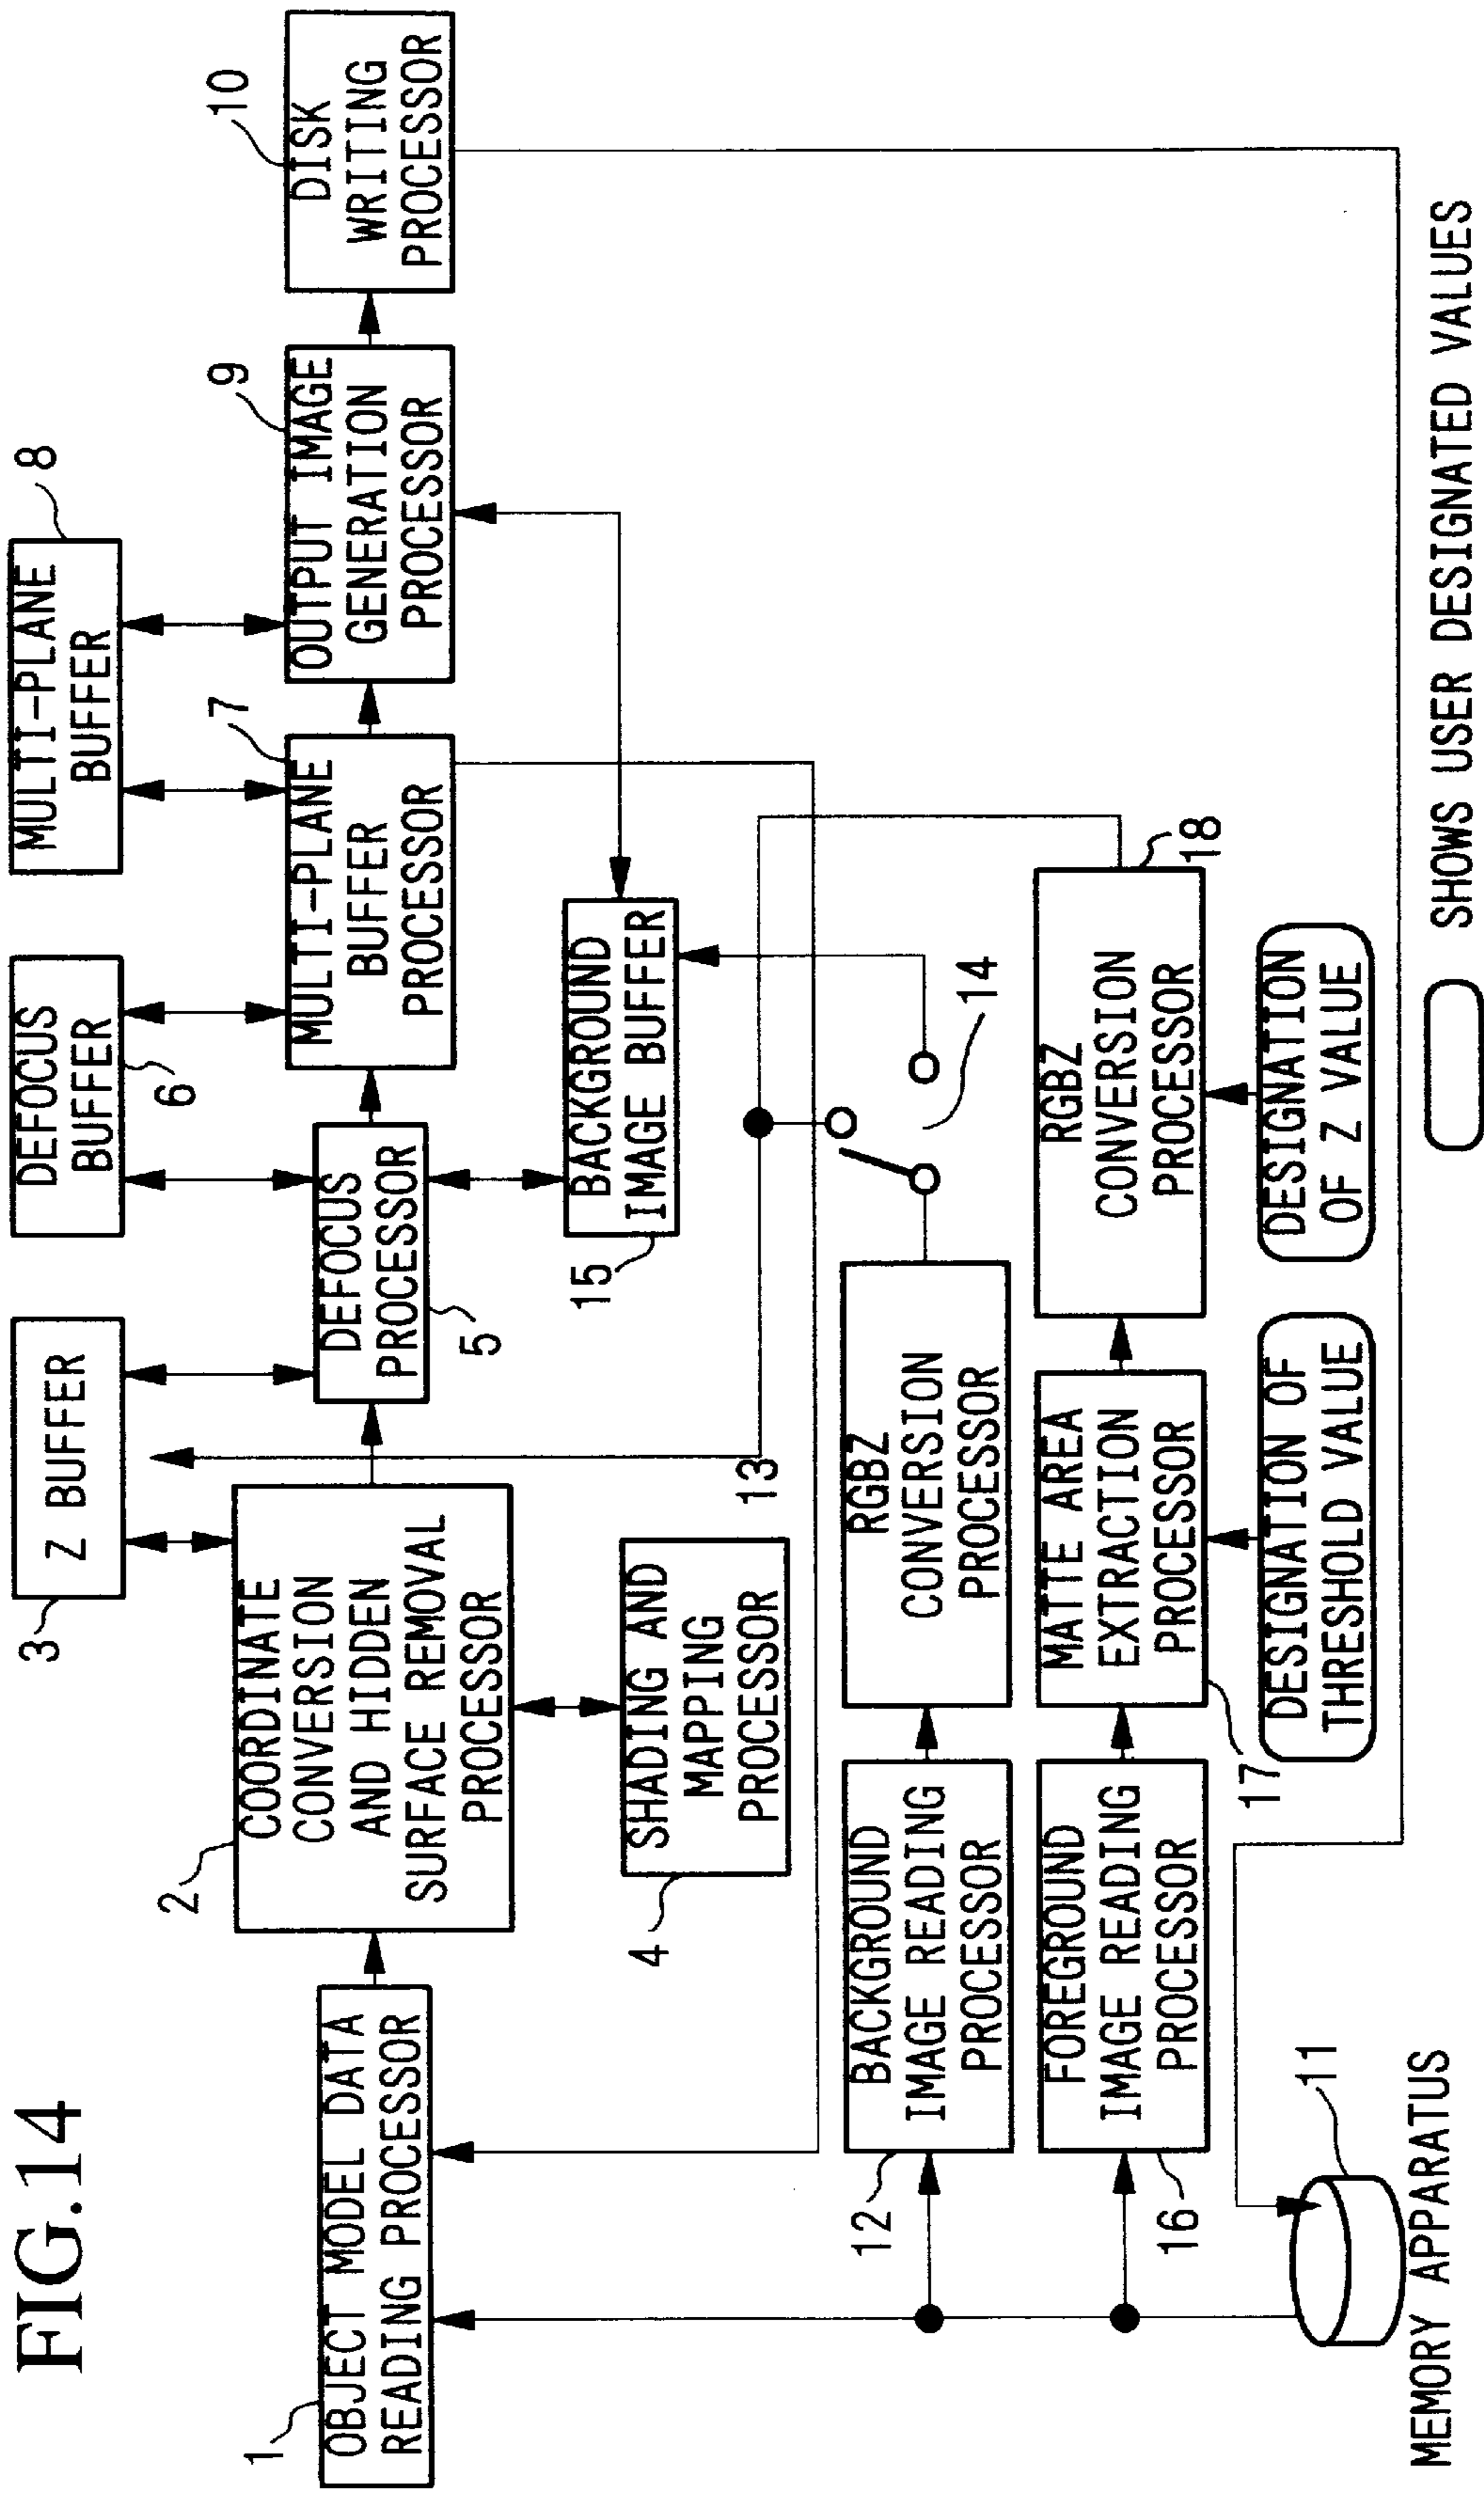 FIG.14
1
OBJECT MODEL DATA
READING PROCESSOR
2
COORDINATE
CONVERSION
AND HIDDEN
SURFACE REMOVAL
PROCESSOR
3
Z BUFFER
4
SHADING AND
MAPPING
PROCESSOR
5
DEFOCUS
PROCESSOR
DEFOCUS
BUFFER
6
7
MULTI-PLANE
BUFFER
PROCESSOR
8
MULTI-PLANE
BUFFER
9
OUTPUT IMAGE
GENERATION
PROCESSOR
10
DISK
WRITING
PROCESSOR
15
BACKGROUND
IMAGE BUFFER
14
12
BACKGROUND
IMAGE READING
PROCESSOR
13
RGBZ
CONVERSION
PROCESSOR
16
FOREGROUND
IMAGE READING
PROCESSOR
17
MATTE AREA
EXTRACTION
PROCESSOR
18
RGBZ
CONVERSION
PROCESSOR
DESIGNATION OF
THRESHOLD VALUE
DESIGNATION
OF Z VALUE
11
MEMORY APPARATUS
SHOWS USER DESIGNATED VALUES